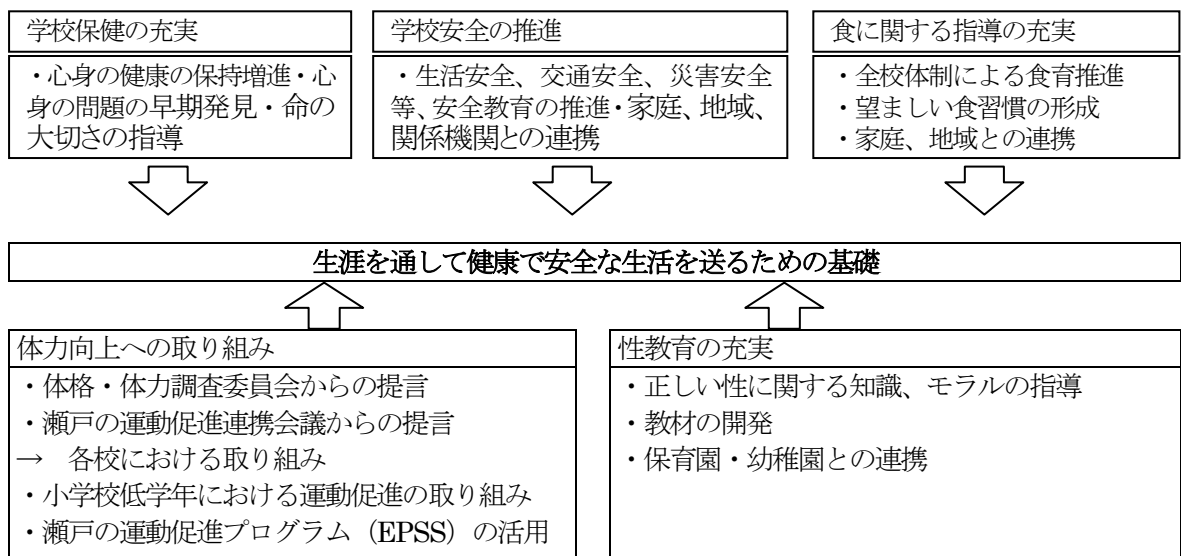 学校保健の充実
・心身の健康の保持増進・心
身の問題の早期発見・命の
大切さの指導
学校安全の推進
・生活安全、交通安全、災害安全
等、安全教育の推進・家庭、地域、
関係機関との連携
食に関する指導の充実
・全校体制による食育推進
・望ましい食習慣の形成
・家庭、地域との連携
生涯を通して健康で安全な生活を送るための基礎
体力向上への取り組み
・体格・体力調査委員会からの提言
・瀬戸の運動促進連携会議からの提言
→ 各校における取り組み
・小学校低学年における運動促進の取り組み
・瀬戸の運動促進プログラム（EPSS）の活用
性教育の充実
・正しい性に関する知識、モラルの指導
・教材の開発
・保育園・幼稚園との連携